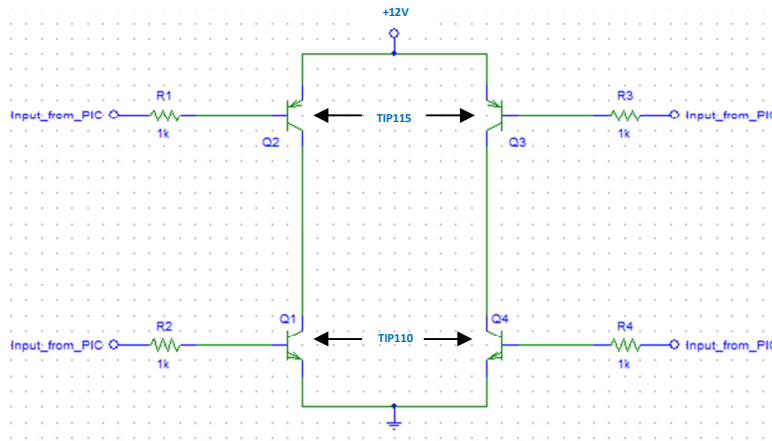 +12V
R1
R3
Input_from_PIC
TIP115
Input_from_PIC
1k
1k
Q2
Q3
Q1
Q4
R2
R4
TIP110
Input_from_PIC
Input_from_PIC
1k
1k